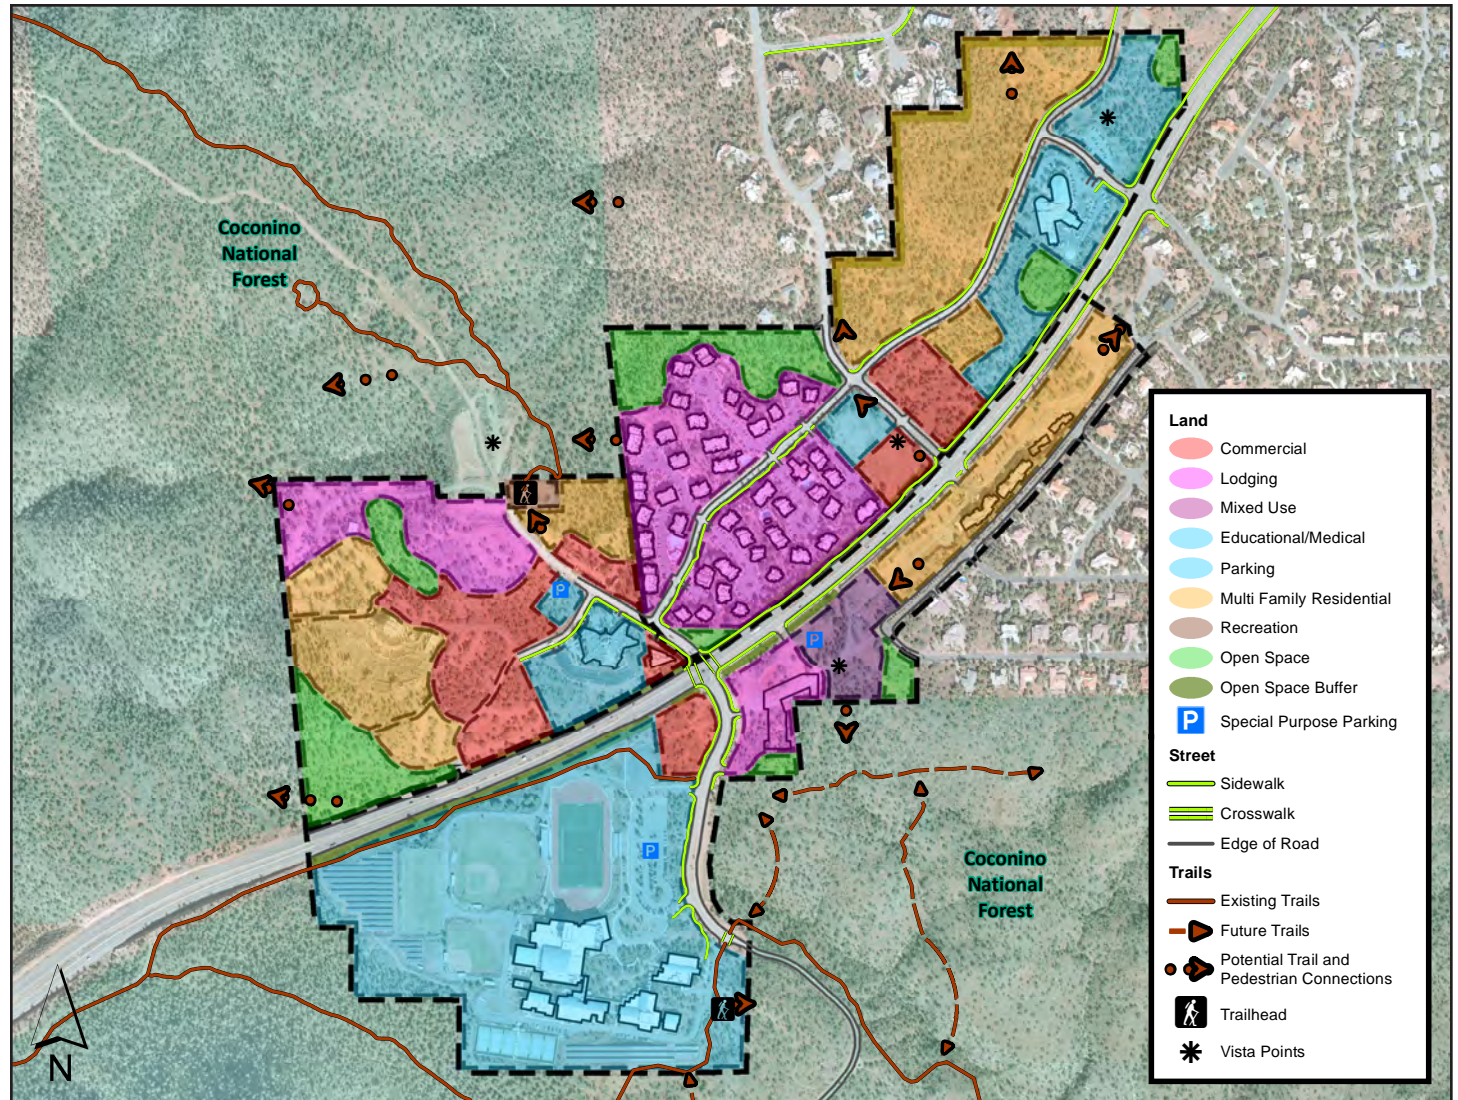 Coconino
National
Forest
P
P
P
Coconino
National
Forest
N
Land
Commercial
Lodging
Mixed Use
Educational/Medical
Parking
Multi Family Residential
Recreation
Open Space
Open Space Buffer
P Special Purpose Parking
Street
Sidewalk
Crosswalk
Edge of Road
Trails
Existing Trails
Future Trails
Potential Trail and
Pedestrian Connections
Trailhead
Vista Points